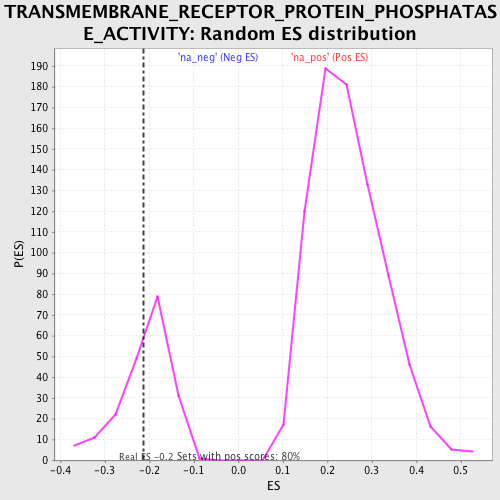 TRANSMEMBRANE_RECEPTOR_PROTEIN_PHOSPHATAS
E_ACTIVITY: Random ES distribution
'na_neg' (Neg ES) 'na_pos' (Pos ES)
190
180
170
160
150
140
130
120
110
100
90
80
70
60
50
40
30
20
10
0
P(ES)
Real ES -0.2 Sets with pos scores: 80%
-0.4 -0.3 -0.2 -0.1 0.0 0.1 0.2 0.3 0.4 0.5
ES